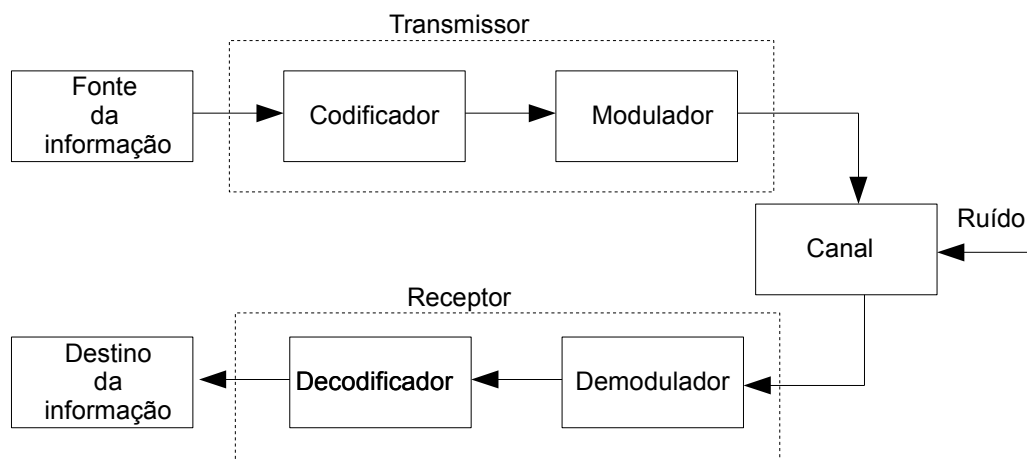 Transmissor
Fonte
da
informação
Codificador
Modulador
Canal
Ruído
Receptor
Destino
da
informação
Decodificador
Demodulador